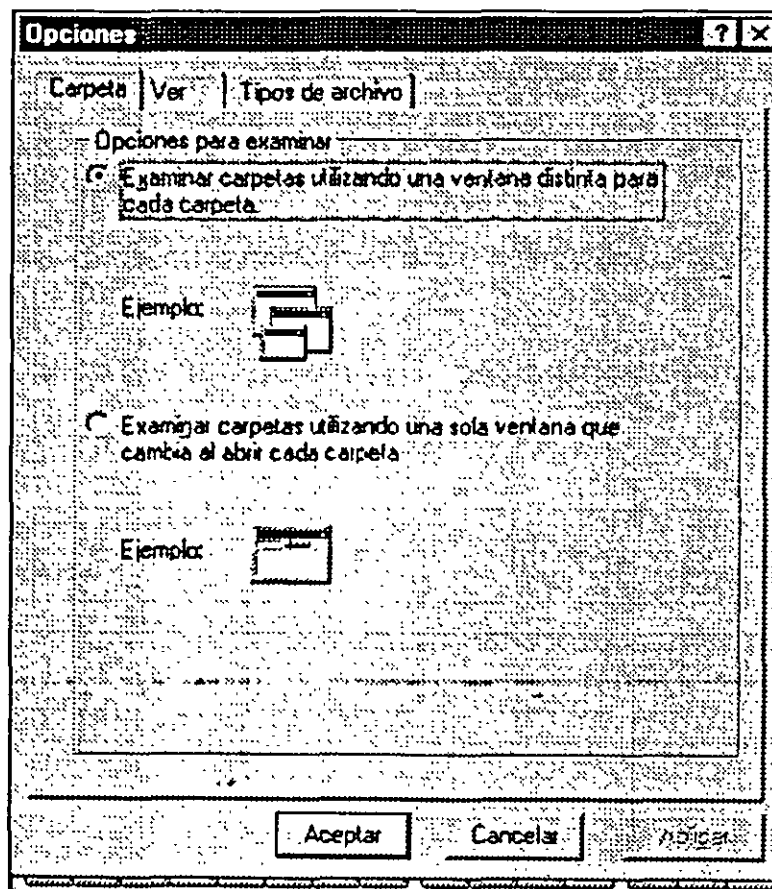 Opciones
Carpeta Ver Tipos de archivo
Opciones para examinar
Examinar carpetas utilizando una ventana distinta para
cada carpeta.
Ejemplo:
Examinar carpetas utilizando una sola ventana que
cambia al abrir cada carpeta
Ejemplo:
Aceptar Cancelar Aplicar